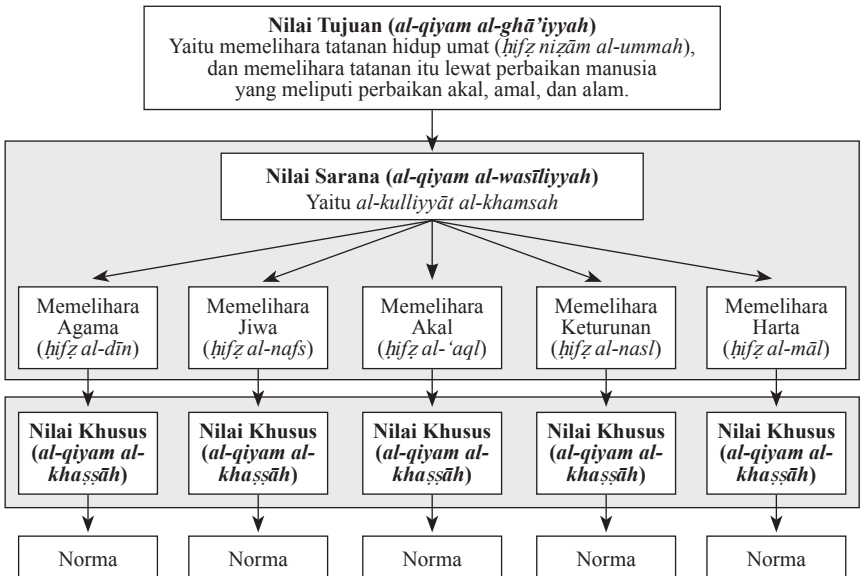 Nilai Tujuan (al-qiyam al-ghā’iyyah)
Yaitu memelihara tatanan hidup umat (ḥifẓ niẓām al-ummah),
dan memelihara tatanan itu lewat perbaikan manusia
yang meliputi perbaikan akal, amal, dan alam.
Nilai Sarana (al-qiyam al-wasīliyyah)
Yaitu al-kulliyyāt al-khamsah
Memelihara
Agama
(ḥifẓ al-dīn)
Memelihara
Jiwa
(ḥifẓ al-nafs)
Memelihara
Akal
(ḥifẓ al-‘aql)
Memelihara
Keturunan
(ḥifẓ al-nasl)
Memelihara
Harta
(ḥifẓ al-māl)
Nilai Khusus
(al-qiyam al-
khaṣṣāh)
Nilai Khusus
(al-qiyam al-
khaṣṣāh)
Nilai Khusus
(al-qiyam al-
khaṣṣāh)
Nilai Khusus
(al-qiyam al-
khaṣṣāh)
Nilai Khusus
(al-qiyam al-
khaṣṣāh)
Norma
Norma
Norma
Norma
Norma